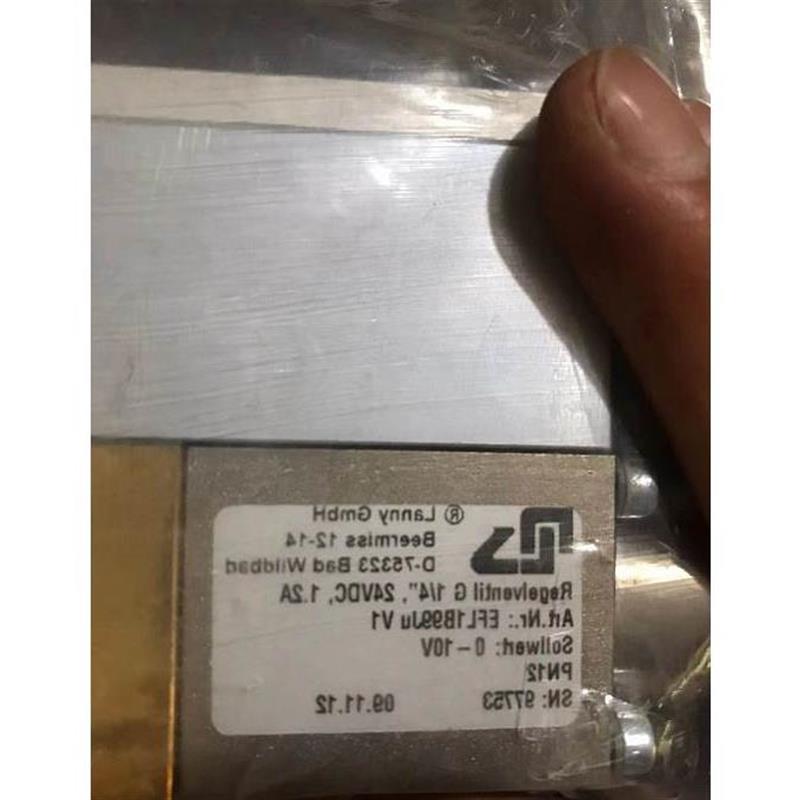 ® Lanny GmbH
Beermiss 12-14
D-75323 Bad Wildbad
Regelventil G 1/4", 24VDC, 1.2A
Art.Nr.: EFL1B99Ju V1
Sollwert: 0 – 10V
PN12
SN: 97753 09.11.12